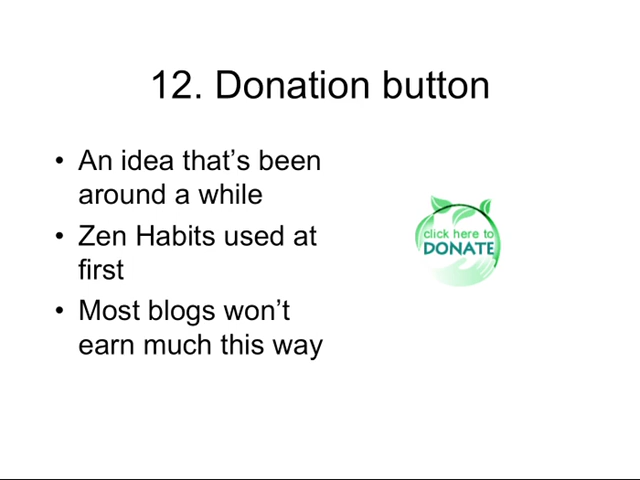 12. Donation button
• An idea that’s been
around a while
• Zen Habits used at
first
• Most blogs won’t
earn much this way
click here to
DONATE